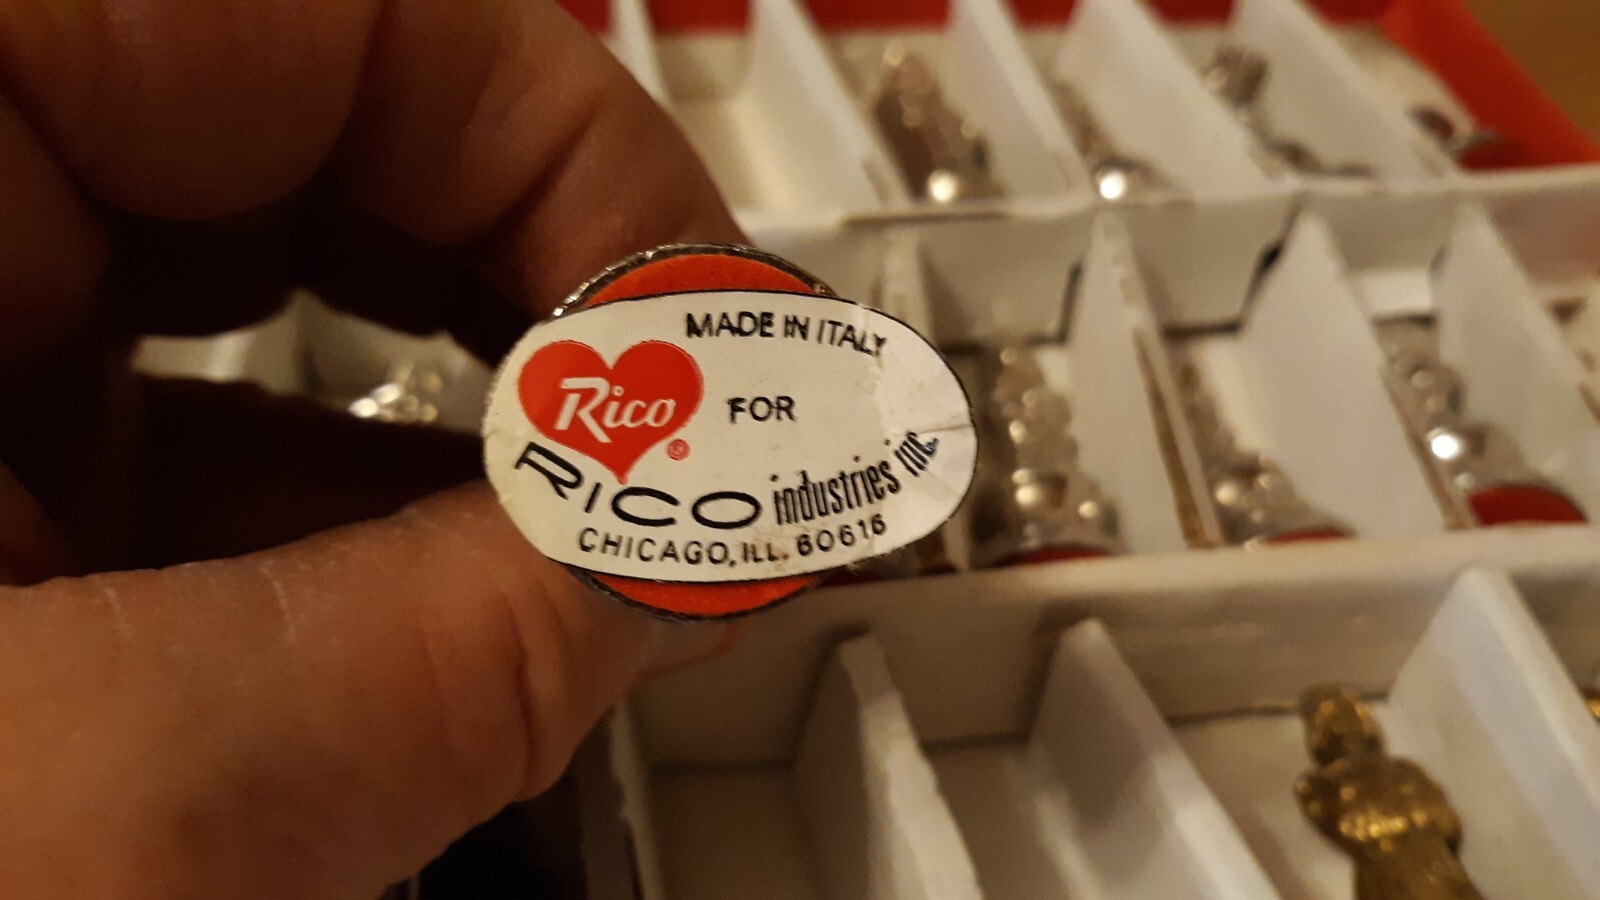 MADE IN ITALY
Rico ®
FOR
RICO industries inc.
CHICAGO, ILL. 60616